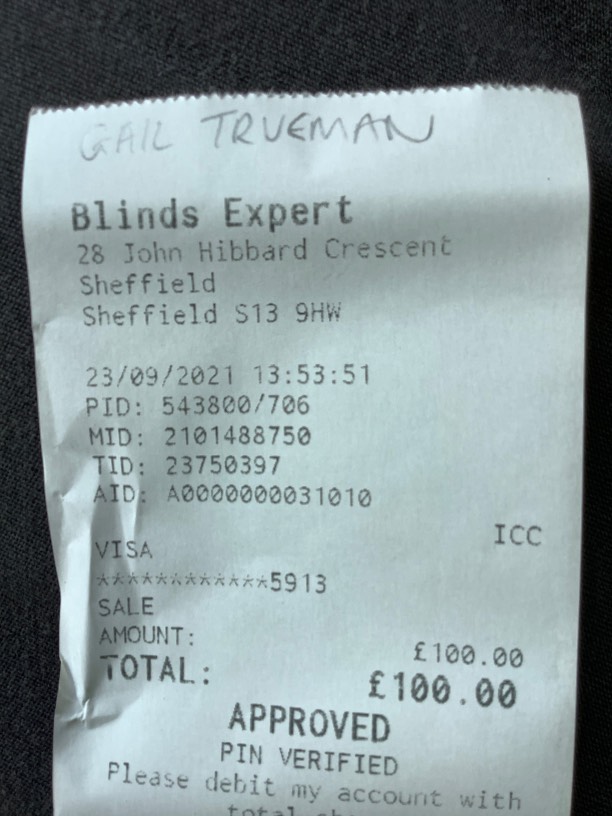 GAIL TRUEMAN
Blinds Expert
28 John Hibbard Crescent
Sheffield
Sheffield S13 9HW
23/09/2021 13:53:51
PID: 543800/706
MID: 2101488750
TID: 23750397
AID: A0000000031010
ICC
VISA
************5913
SALE
AMOUNT: £100.00
TOTAL: £100.00
APPROVED
PIN VERIFIED
Please debit my account with
total